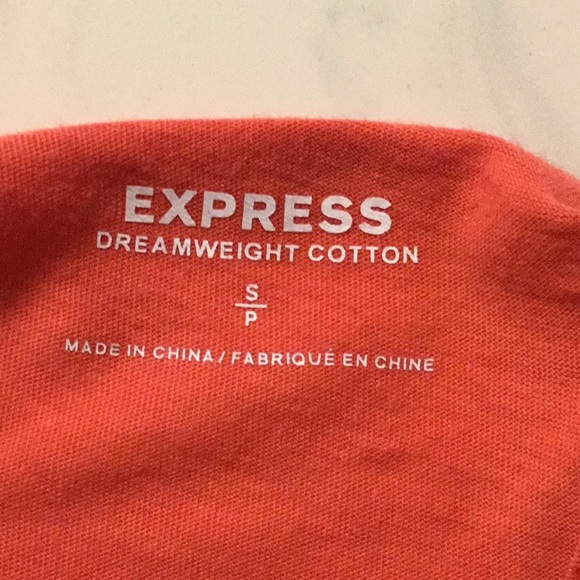 EXPRESS
DREAMWEIGHT COTTON
S
P
MADE IN CHINA / FABRIQUÉ EN CHINE